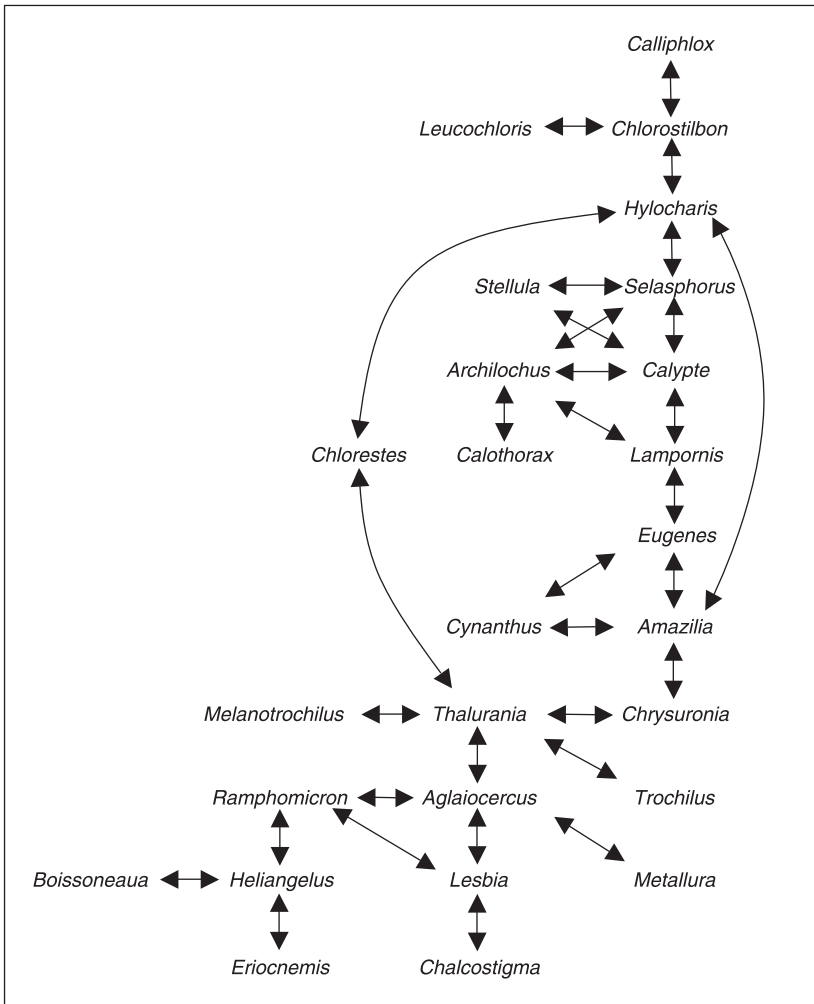 Calliphlox
Leucochloris Chlorostilbon
Hylocharis
Stellula Selasphorus
Archilochus Calypte
Chlorestes Calothorax Lampornis
Eugenes
Cynanthus Amazilia
Melanotrochilus Thalurania Chrysuronia
Ramphomicron Aglaiocercus Trochilus
Boissoneaua Heliangelus Lesbia Metallura
Eriocnemis Chalcostigma